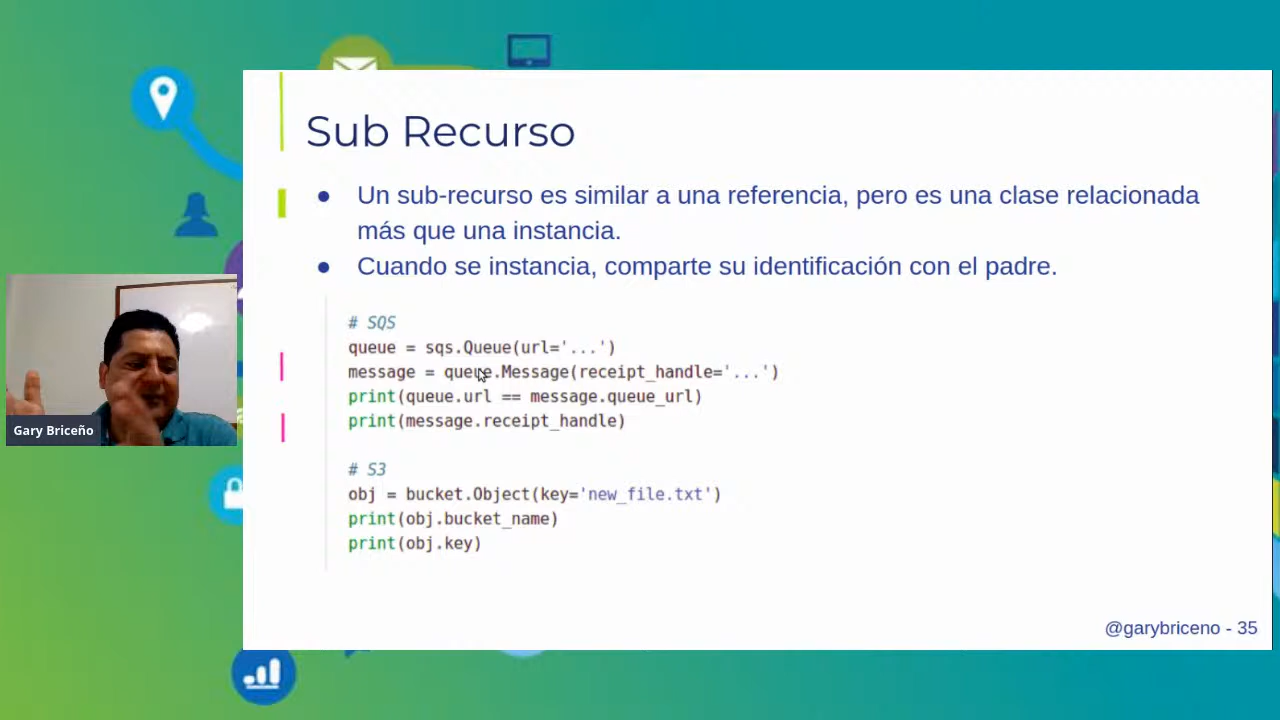 Sub Recurso
● Un sub-recurso es similar a una referencia, pero es una clase relacionada
más que una instancia.
● Cuando se instancia, comparte su identificación con el padre.
# SQS
queue = sqs.Queue(url='...')
message = queue.Message(receipt_handle='...')
print(queue.url == message.queue_url)
print(message.receipt_handle)
# S3
obj = bucket.Object(key='new_file.txt')
print(obj.bucket_name)
print(obj.key)
Gary Briceño
@garybriceno - 35